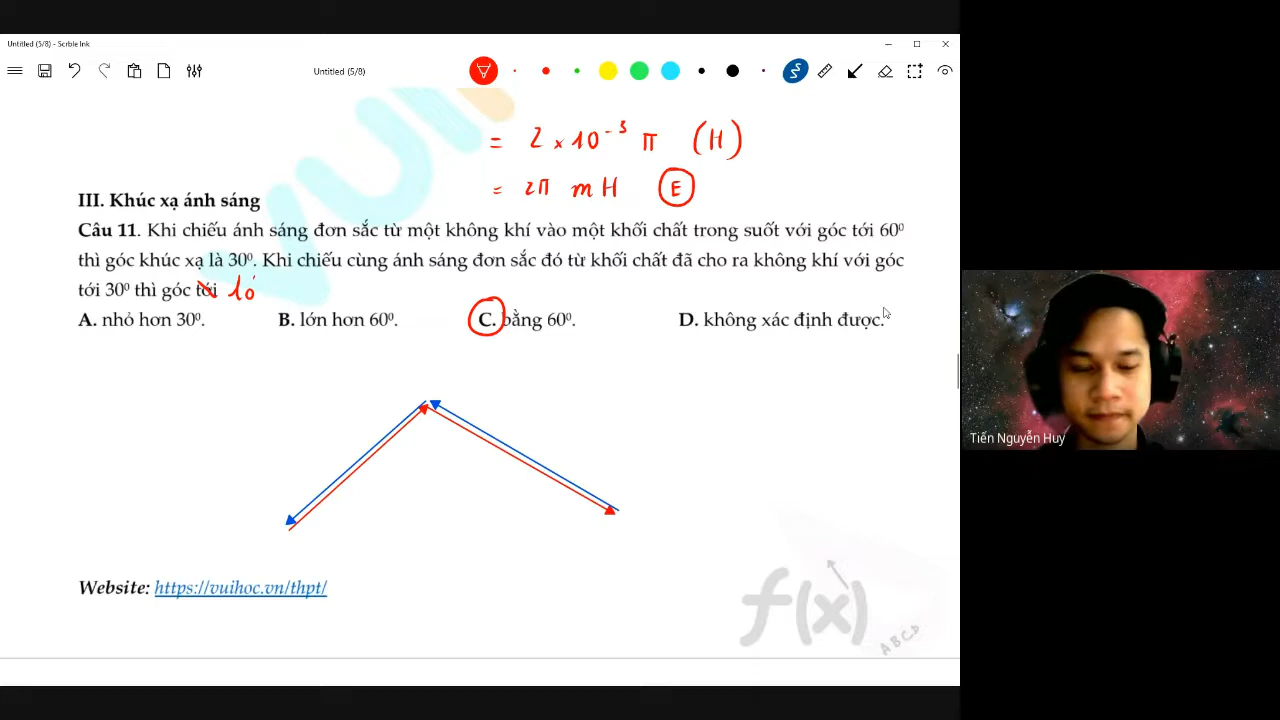 Untitled (5/8) - Scrble Ink
Untitled (5/8)
= 2 × 10⁻³ π (H)
= 2π mH E
III. Khúc xạ ánh sáng
Câu 11. Khi chiếu ánh sáng đơn sắc từ một không khí vào một khối chất trong suốt với góc tới 60⁰
thì góc khúc xạ là 30⁰. Khi chiếu cùng ánh sáng đơn sắc đó từ khối chất đã cho ra không khí với góc
tới 30⁰ thì góc tới ló
A. nhỏ hơn 30⁰. B. lớn hơn 60⁰. C. bằng 60⁰. D. không xác định được.
Tiến Nguyễn Huy
Website: https://vuihoc.vn/thpt/
f(x)
ABCD